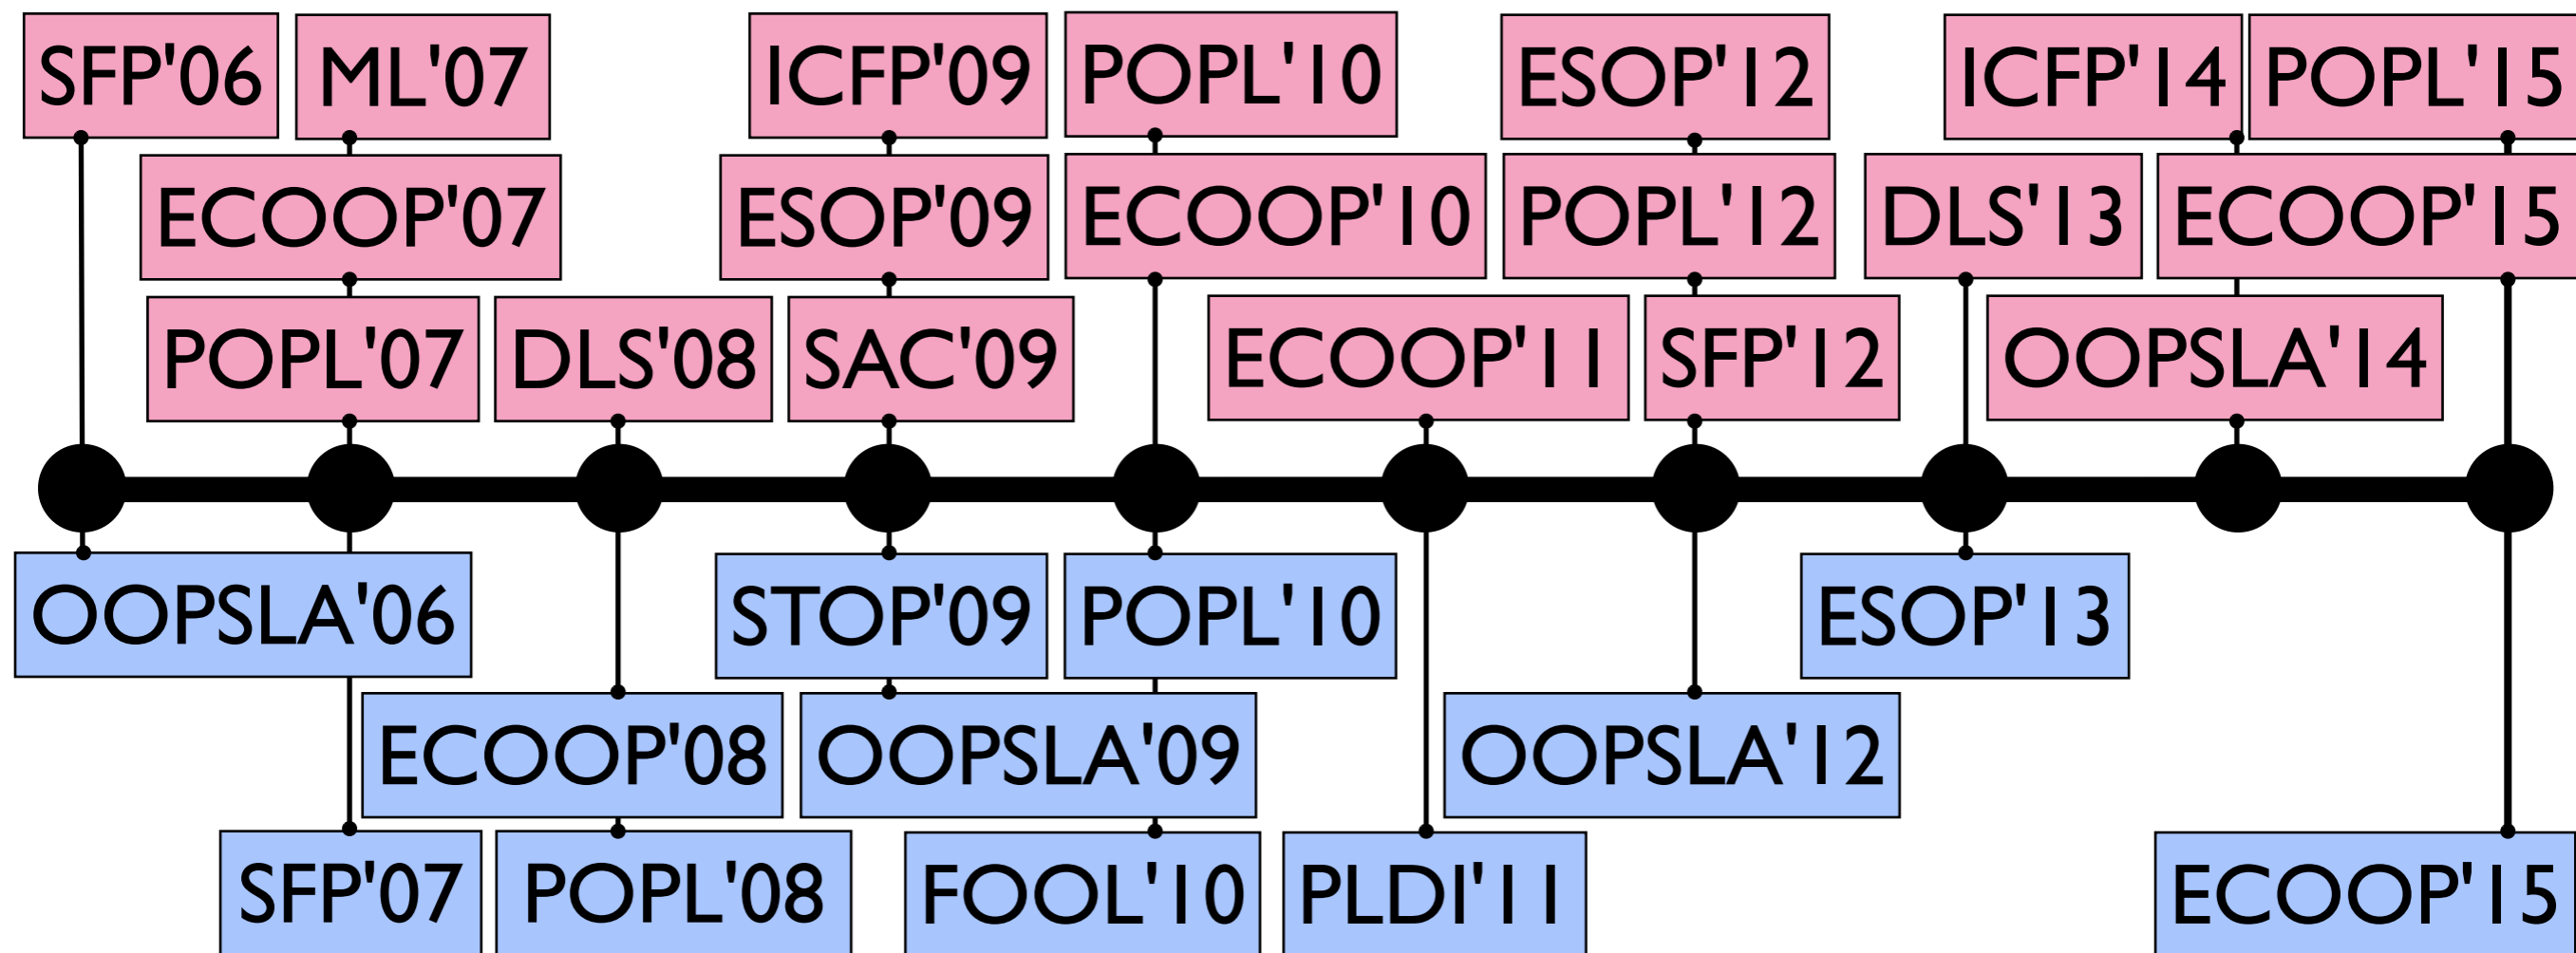 SFP'06
ML'07
ICFP'09
POPL'10
ESOP'12
ICFP'14
POPL'15
ECOOP'07
ESOP'09
ECOOP'10
POPL'12
DLS'13
ECOOP'15
POPL'07
DLS'08
SAC'09
ECOOP'11
SFP'12
OOPSLA'14
OOPSLA'06
STOP'09
POPL'10
ESOP'13
ECOOP'08
OOPSLA'09
OOPSLA'12
SFP'07
POPL'08
FOOL'10
PLDI'11
ECOOP'15